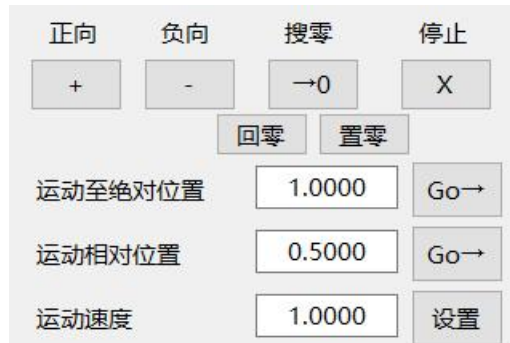 正向 负向 搜零 停止
+ - →0 X
回零 置零
运动至绝对位置 1.0000 Go→
运动相对位置 0.5000 Go→
运动速度 1.0000 设置